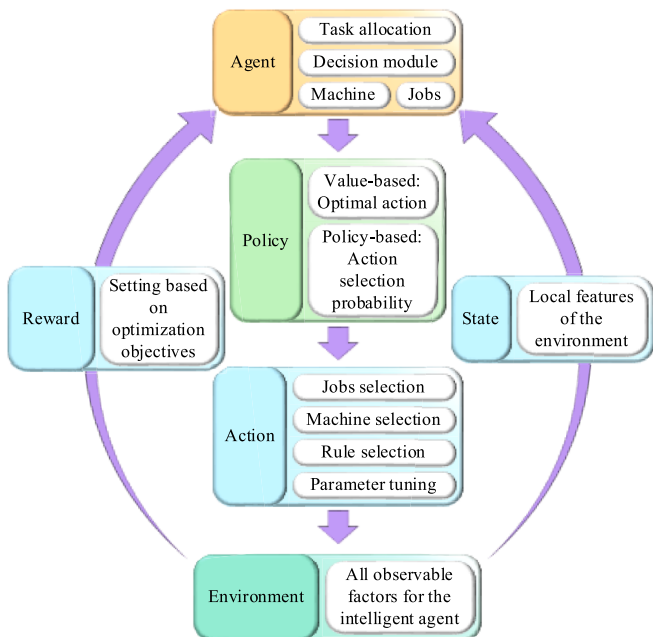 Agent
Task allocation
Decision module
Machine
Jobs
Policy
Value-based:
Optimal action
Policy-based:
Action
selection
probability
Reward
Setting based
on
optimization
objectives
State
Local features
of the
environment
Action
Jobs selection
Machine selection
Rule selection
Parameter tuning
Environment
All observable
factors for the
intelligent agent